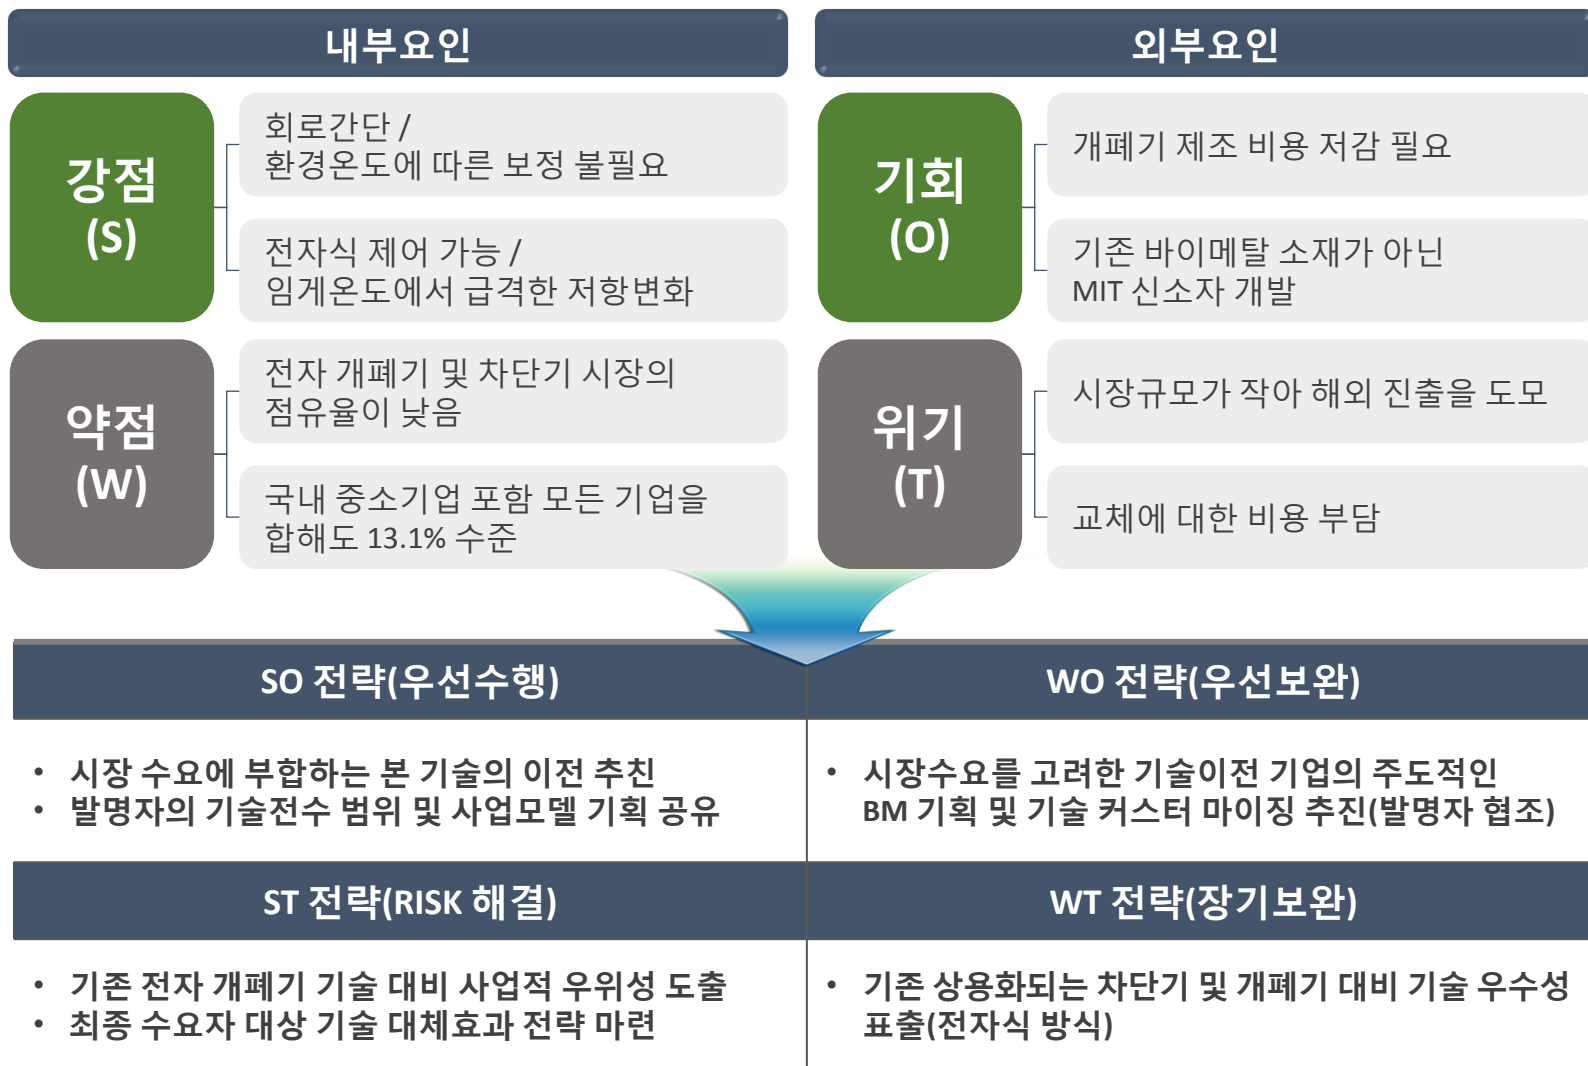 내부요인
강점
(S)
회로간단 /
환경온도에 따른 보정 불필요
전자식 제어 가능 /
임계온도에서 급격한 저항변화
약점
(W)
전자 개폐기 및 차단기 시장의
점유율이 낮음
국내 중소기업 포함 모든 기업을
합해도 13.1% 수준
외부요인
기회
(O)
개폐기 제조 비용 저감 필요
기존 바이메탈 소재가 아닌
MIT 신소자 개발
위기
(T)
시장규모가 작아 해외 진출을 도모
교체에 대한 비용 부담
SO 전략(우선수행)
• 시장 수요에 부합하는 본 기술의 이전 추친
• 발명자의 기술전수 범위 및 사업모델 기획 공유
WO 전략(우선보완)
• 시장수요를 고려한 기술이전 기업의 주도적인
BM 기획 및 기술 커스터 마이징 추진(발명자 협조)
ST 전략(RISK 해결)
• 기존 전자 개폐기 기술 대비 사업적 우위성 도출
• 최종 수요자 대상 기술 대체효과 전략 마련
WT 전략(장기보완)
• 기존 상용화되는 차단기 및 개폐기 대비 기술 우수성
표출(전자식 방식)